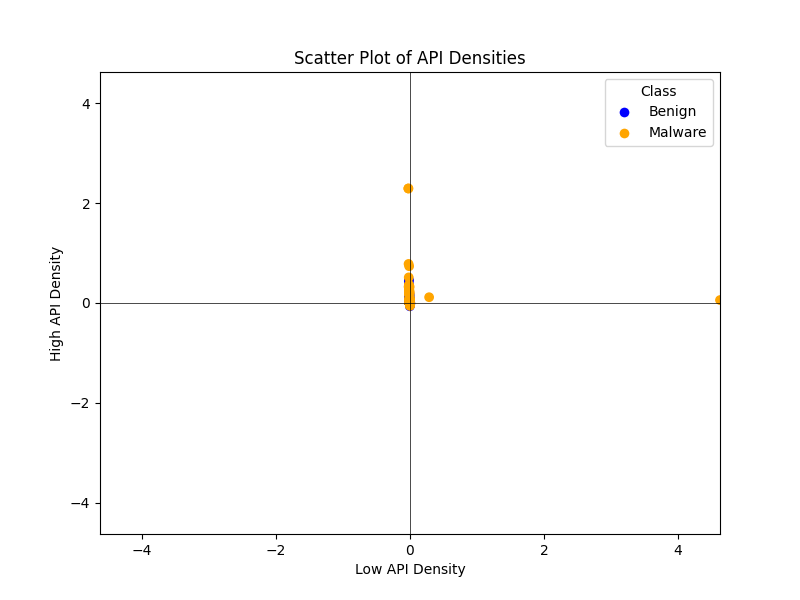 Scatter Plot of API Densities
Class
Benign
Malware
High API Density
4
2
0
−2
−4
−4
−2
0
2
4
Low API Density